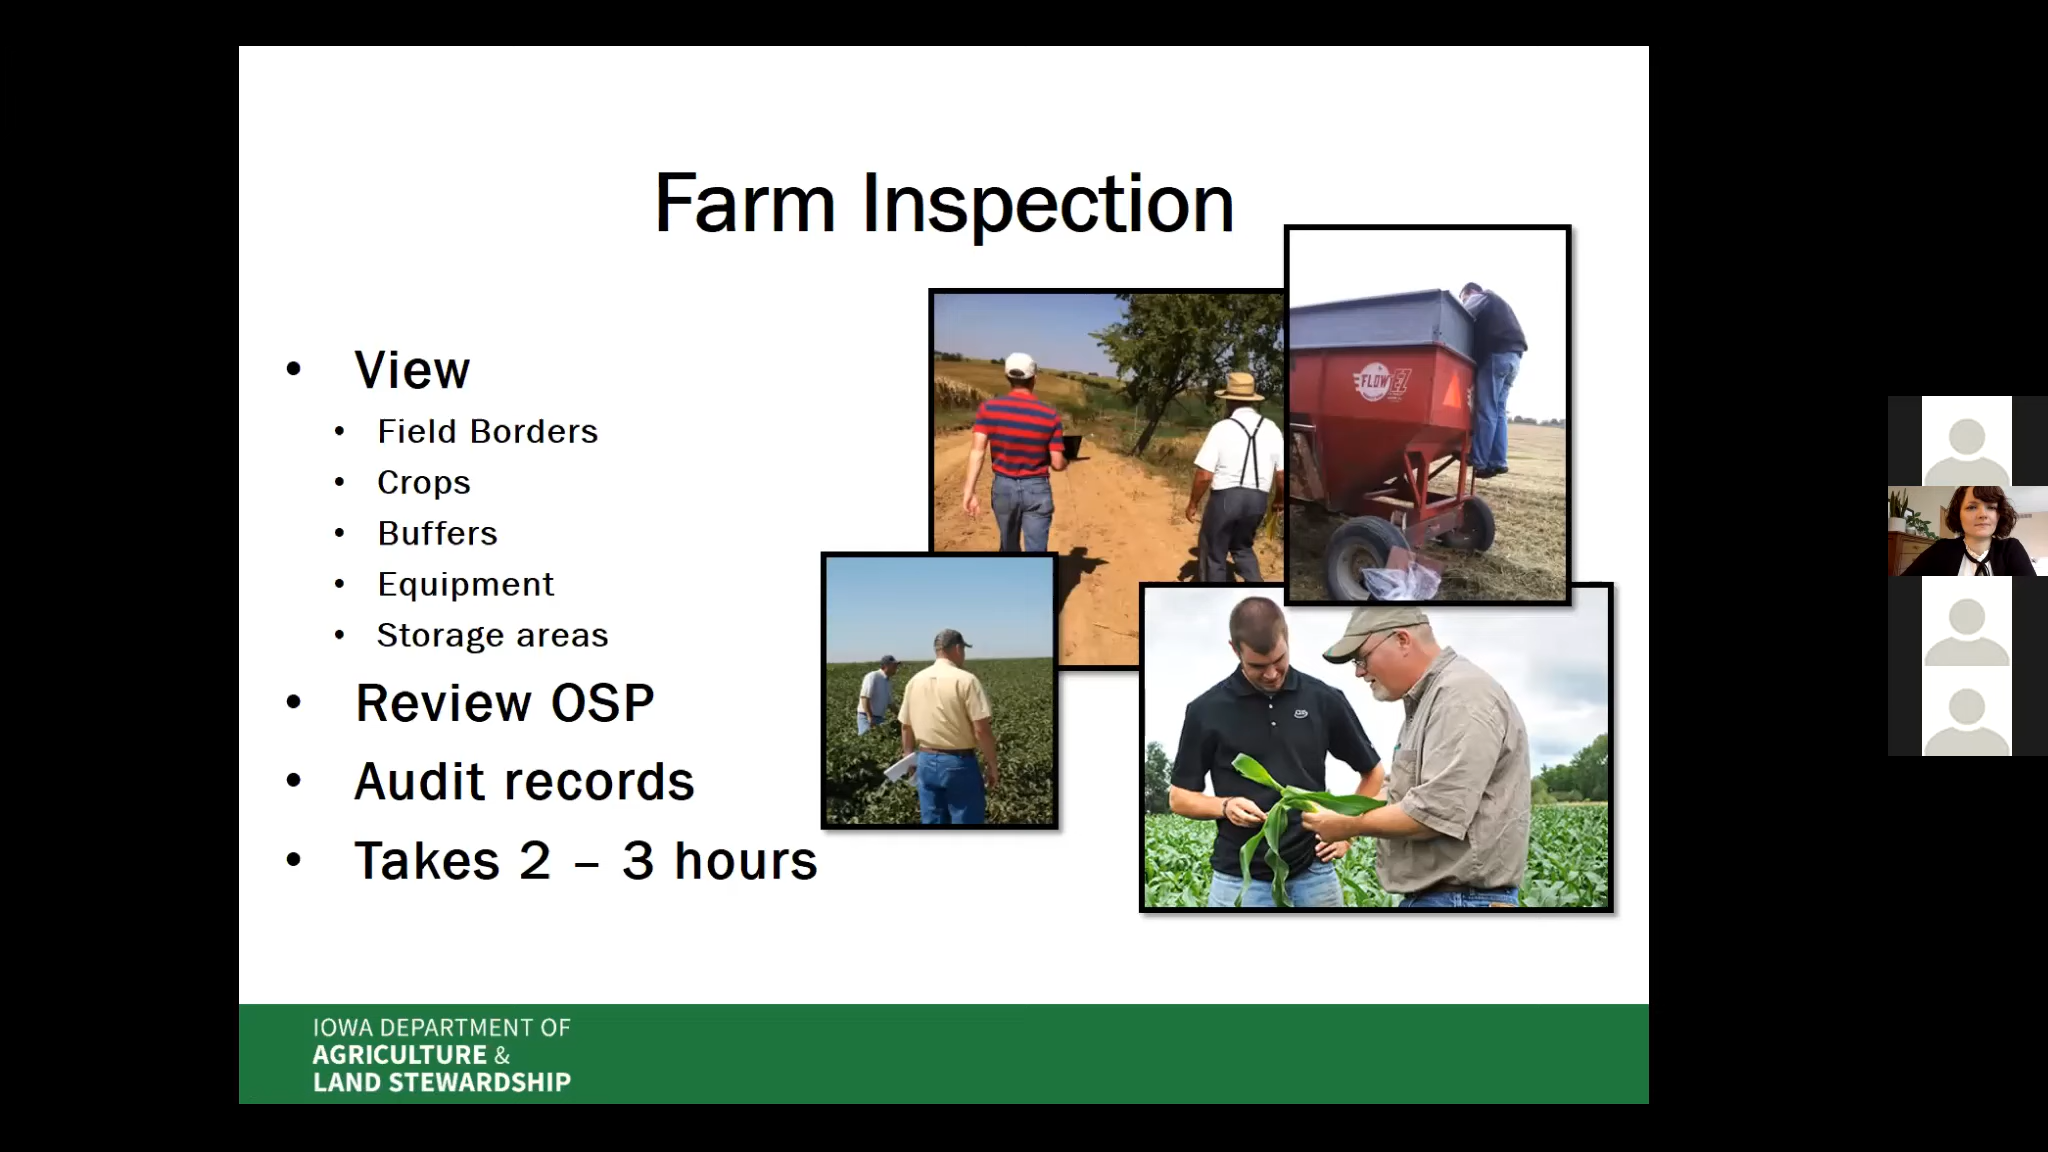 Farm Inspection
• View
• Field Borders
• Crops
• Buffers
• Equipment
• Storage areas
• Review OSP
• Audit records
• Takes 2 – 3 hours
FLOW
IOWA DEPARTMENT OF
AGRICULTURE &
LAND STEWARDSHIP